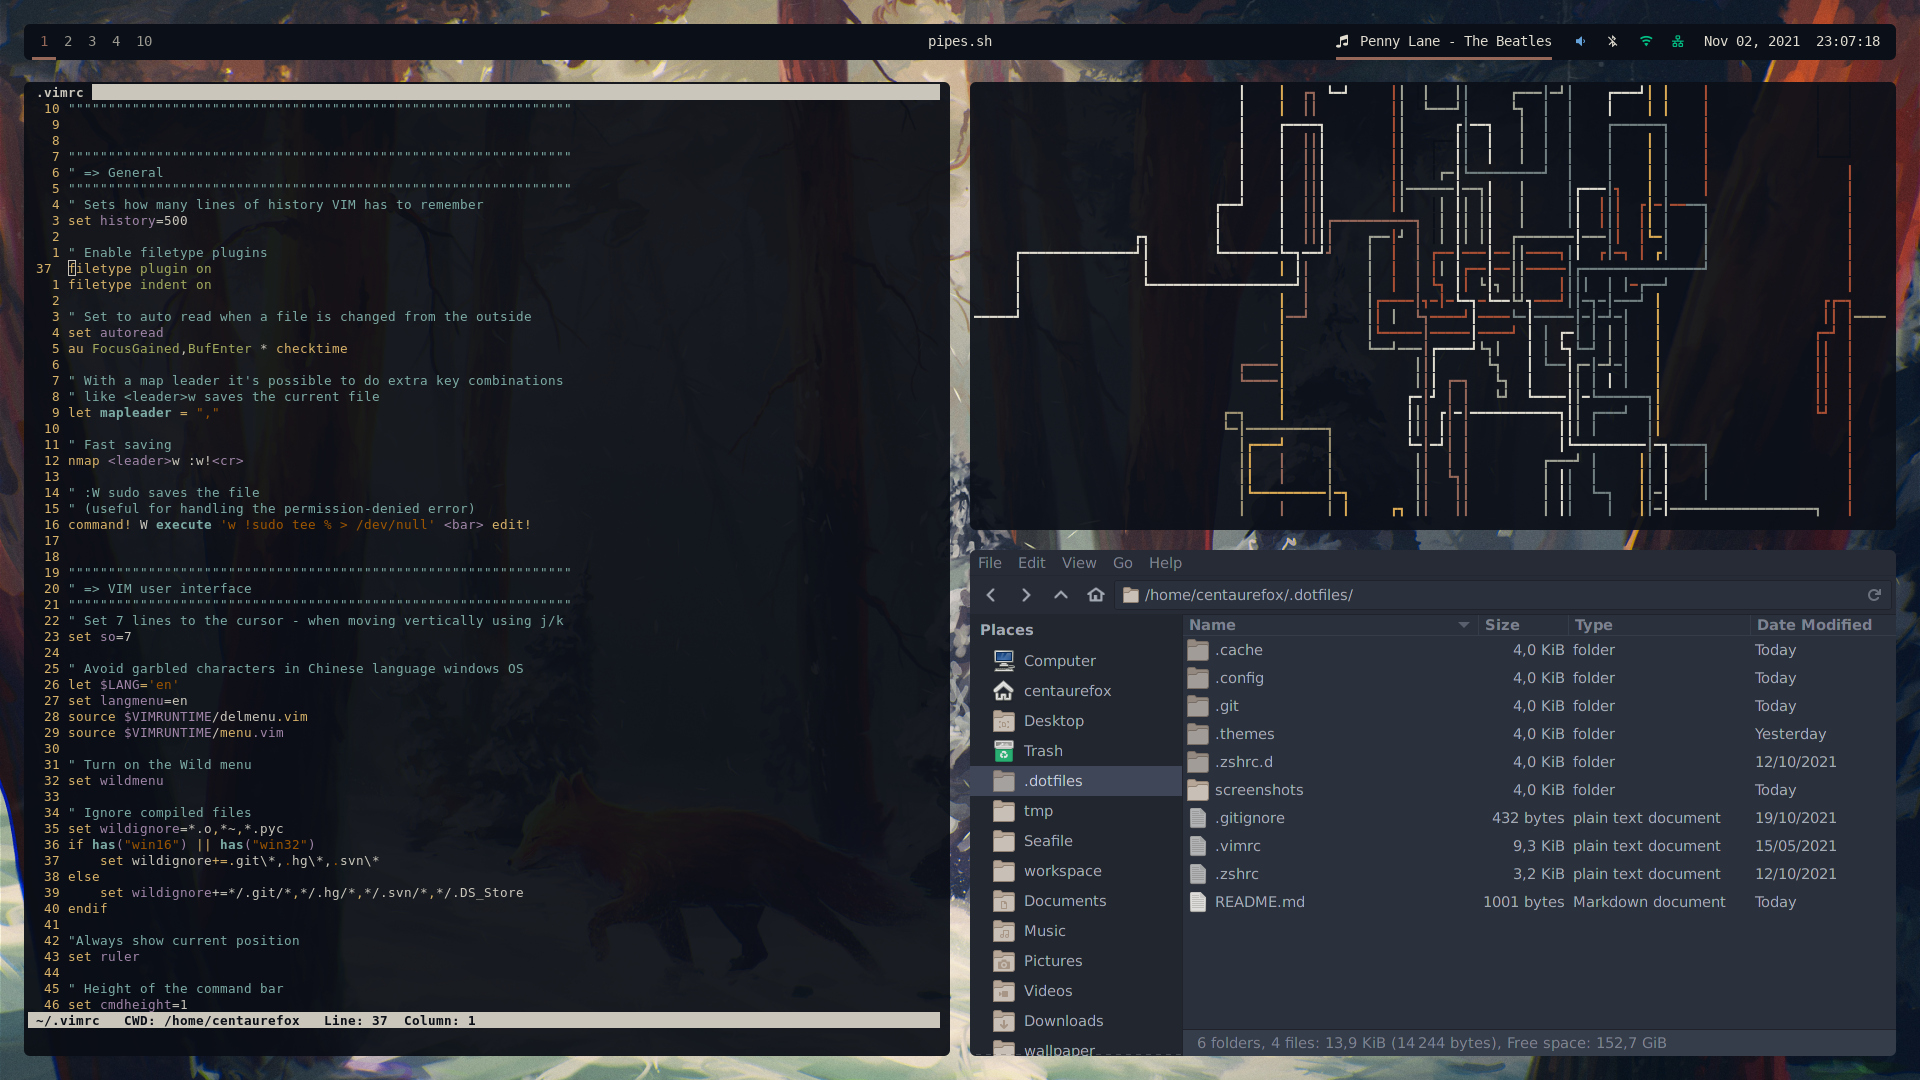 1 2 3 4 10
pipes.sh
Penny Lane - The Beatles
Nov 02, 2021 23:07:18
.vimrc
10 """""""""""""""""""""""""""""""""""""""""""""""""""""""""""""""
9
8
7 """""""""""""""""""""""""""""""""""""""""""""""""""""""""""""""
6 " => General
5 """""""""""""""""""""""""""""""""""""""""""""""""""""""""""""""
4 " Sets how many lines of history VIM has to remember
3 set history=500
2
1 " Enable filetype plugins
37 filetype plugin on
1 filetype indent on
2
3 " Set to auto read when a file is changed from the outside
4 set autoread
5 au FocusGained,BufEnter * checktime
6
7 " With a map leader it's possible to do extra key combinations
8 " like <leader>w saves the current file
9 let mapleader = ","
10
11 " Fast saving
12 nmap <leader>w :w!<cr>
13
14 " :W sudo saves the file
15 " (useful for handling the permission-denied error)
16 command! W execute 'w !sudo tee % > /dev/null' <bar> edit!
17
18
19 """""""""""""""""""""""""""""""""""""""""""""""""""""""""""""""
20 " => VIM user interface
21 """""""""""""""""""""""""""""""""""""""""""""""""""""""""""""""
22 " Set 7 lines to the cursor - when moving vertically using j/k
23 set so=7
24
25 " Avoid garbled characters in Chinese language windows OS
26 let $LANG='en'
27 set langmenu=en
28 source $VIMRUNTIME/delmenu.vim
29 source $VIMRUNTIME/menu.vim
30
31 " Turn on the Wild menu
32 set wildmenu
33
34 " Ignore compiled files
35 set wildignore=*.o,*~,*.pyc
36 if has("win16") || has("win32")
37     set wildignore+=.git\*,.hg\*,.svn\*
38 else
39     set wildignore+=*/.git/*,*/.hg/*,*/.svn/*,*/.DS_Store
40 endif
41
42 "Always show current position
43 set ruler
44
45 " Height of the command bar
46 set cmdheight=1
~/.vimrc   CWD: /home/centaurefox   Line: 37  Column: 1
File Edit View Go Help
/home/centaurefox/.dotfiles/
Places
Computer
centaurefox
Desktop
Trash
.dotfiles
tmp
Seafile
workspace
Documents
Music
Pictures
Videos
Downloads
wallpaper
Name Size Type Date Modified
.cache 4,0 KiB folder Today
.config 4,0 KiB folder Today
.git 4,0 KiB folder Today
.themes 4,0 KiB folder Yesterday
.zshrc.d 4,0 KiB folder 12/10/2021
screenshots 4,0 KiB folder Today
.gitignore 432 bytes plain text document 19/10/2021
.vimrc 9,3 KiB plain text document 15/05/2021
.zshrc 3,2 KiB plain text document 12/10/2021
README.md 1001 bytes Markdown document Today
6 folders, 4 files: 13,9 KiB (14 244 bytes), Free space: 152,7 GiB